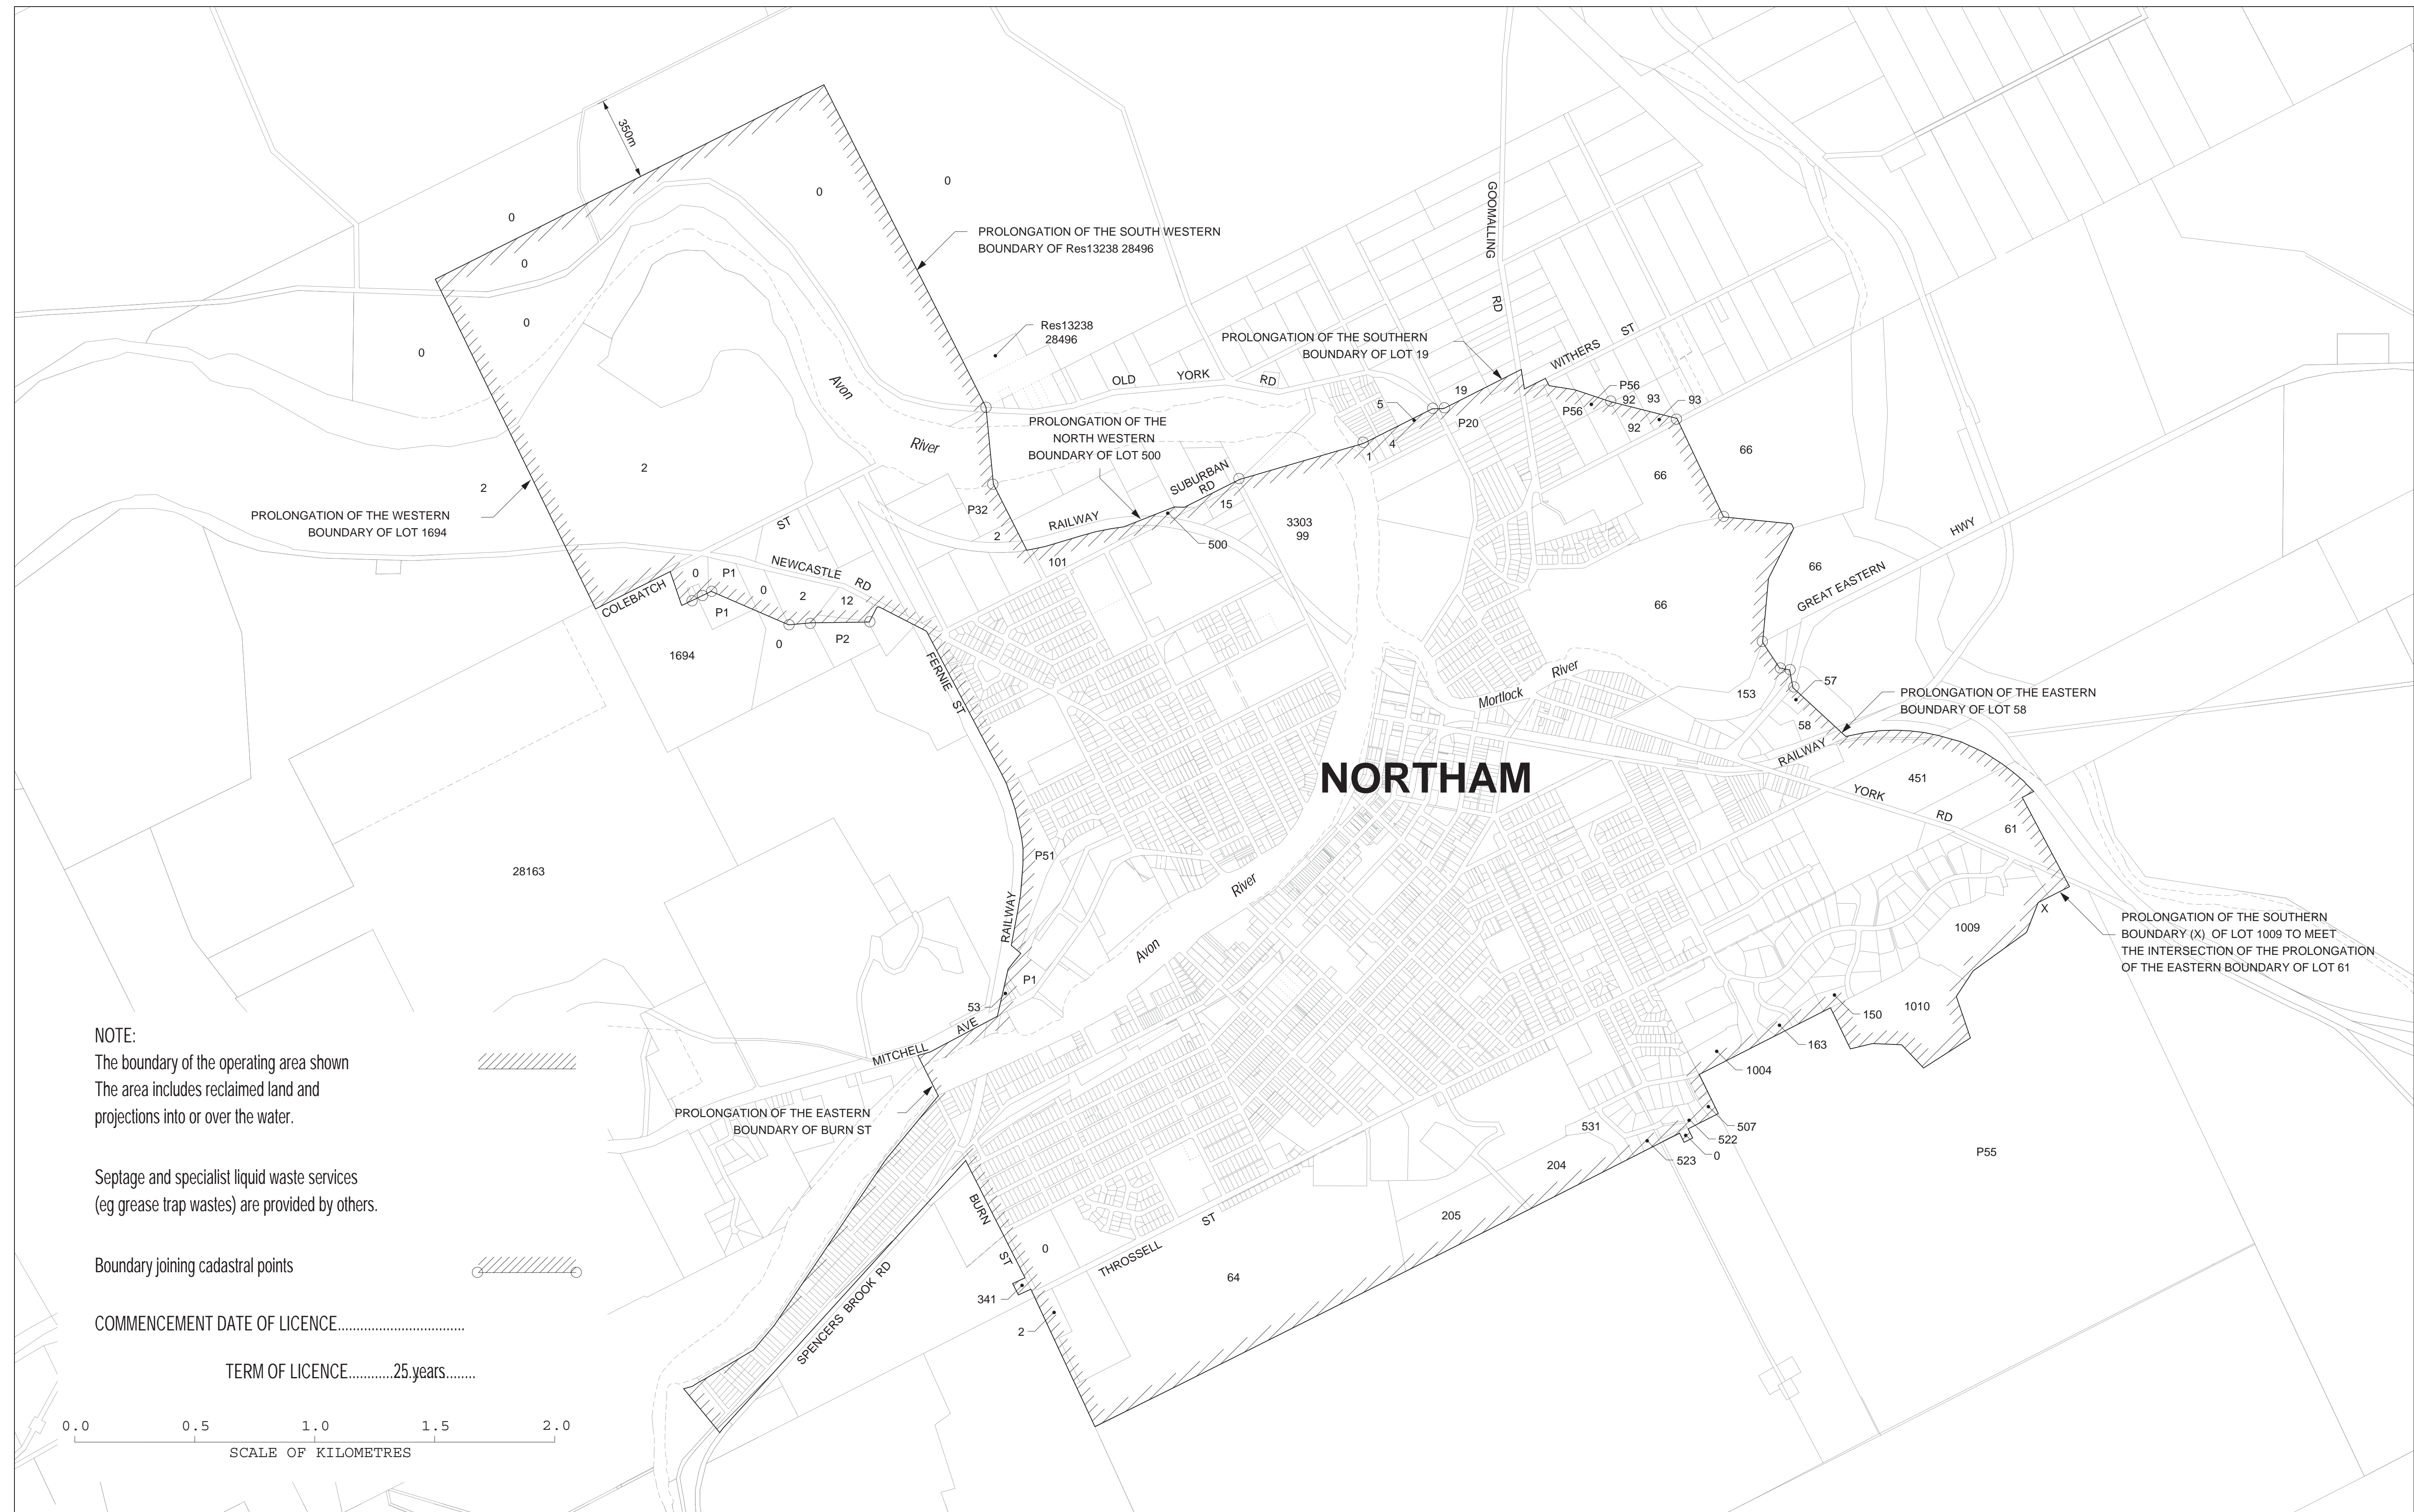 350m
0
0
0
0
0
0
0
PROLONGATION OF THE SOUTH WESTERN
BOUNDARY OF Res13238 28496
Res13238
28496
GOOMALLING
RD
PROLONGATION OF THE SOUTHERN
BOUNDARY OF LOT 19
WITHERS ST
OLD YORK RD
19
5
4
1
P20
P56
P56
92
93
93
92
66
66
66
66
Avon
River
PROLONGATION OF THE
NORTH WESTERN
BOUNDARY OF LOT 500
SUBURBAN
RD
15
RAILWAY
500
101
P32
2
3303
99
2
2
PROLONGATION OF THE WESTERN
BOUNDARY OF LOT 1694
ST
COLEBATCH
NEWCASTLE RD
0
P1
P1
0
2
12
0
P2
1694
FERNIE ST
GREAT EASTERN
HWY
Mortlock River
153
57
58
PROLONGATION OF THE EASTERN
BOUNDARY OF LOT 58
RAILWAY
451
YORK
RD
61
NORTHAM
28163
P51
RAILWAY
P1
53
River
Avon
X
1009
PROLONGATION OF THE SOUTHERN
BOUNDARY (X) OF LOT 1009 TO MEET
THE INTERSECTION OF THE PROLONGATION
OF THE EASTERN BOUNDARY OF LOT 61
1010
150
163
1004
MITCHELL AVE
PROLONGATION OF THE EASTERN
BOUNDARY OF BURN ST
507
522
0
523
531
204
205
P55
64
BURN ST
THROSSELL ST
0
341
2
SPENCERS BROOK RD
NOTE:
The boundary of the operating area shown
The area includes reclaimed land and
projections into or over the water.
Septage and specialist liquid waste services
(eg grease trap wastes) are provided by others.
Boundary joining cadastral points
COMMENCEMENT DATE OF LICENCE..................................
TERM OF LICENCE............25 years........
0.0 0.5 1.0 1.5 2.0
SCALE OF KILOMETRES